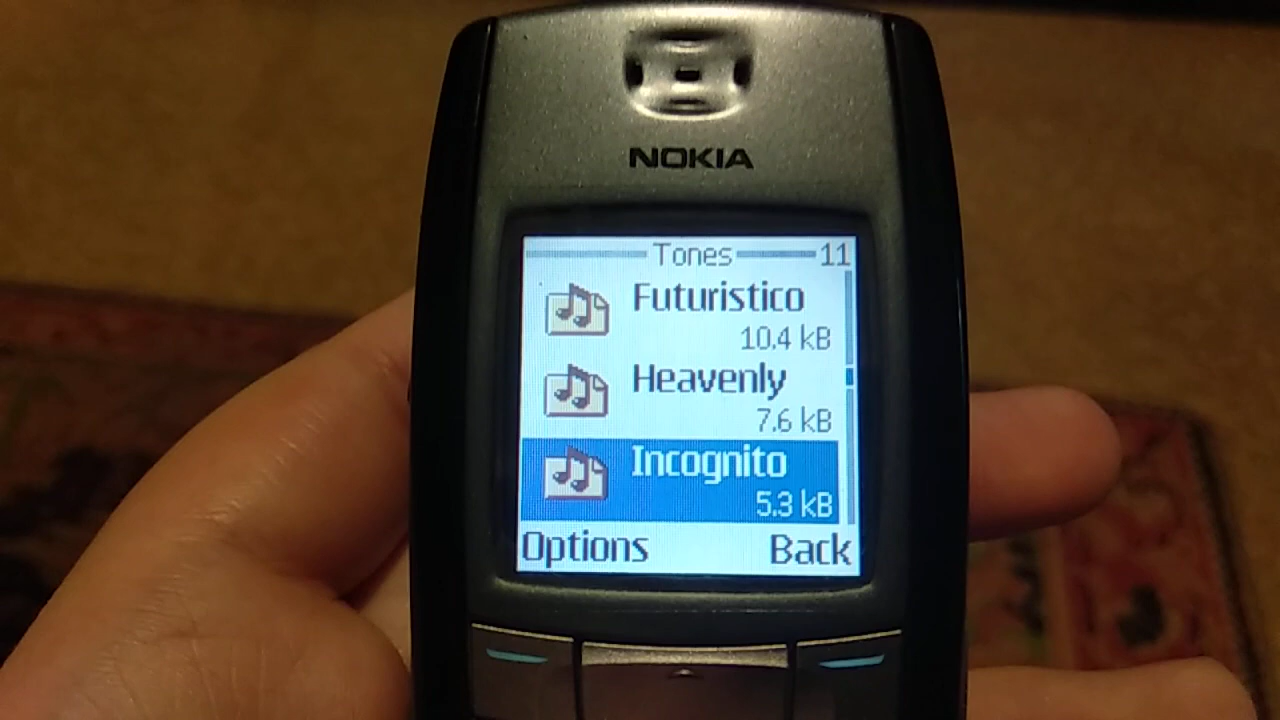 NOKIA
Tones 11
Futuristico
10.4 kB
Heavenly
7.6 kB
Incognito
5.3 kB
Options Back